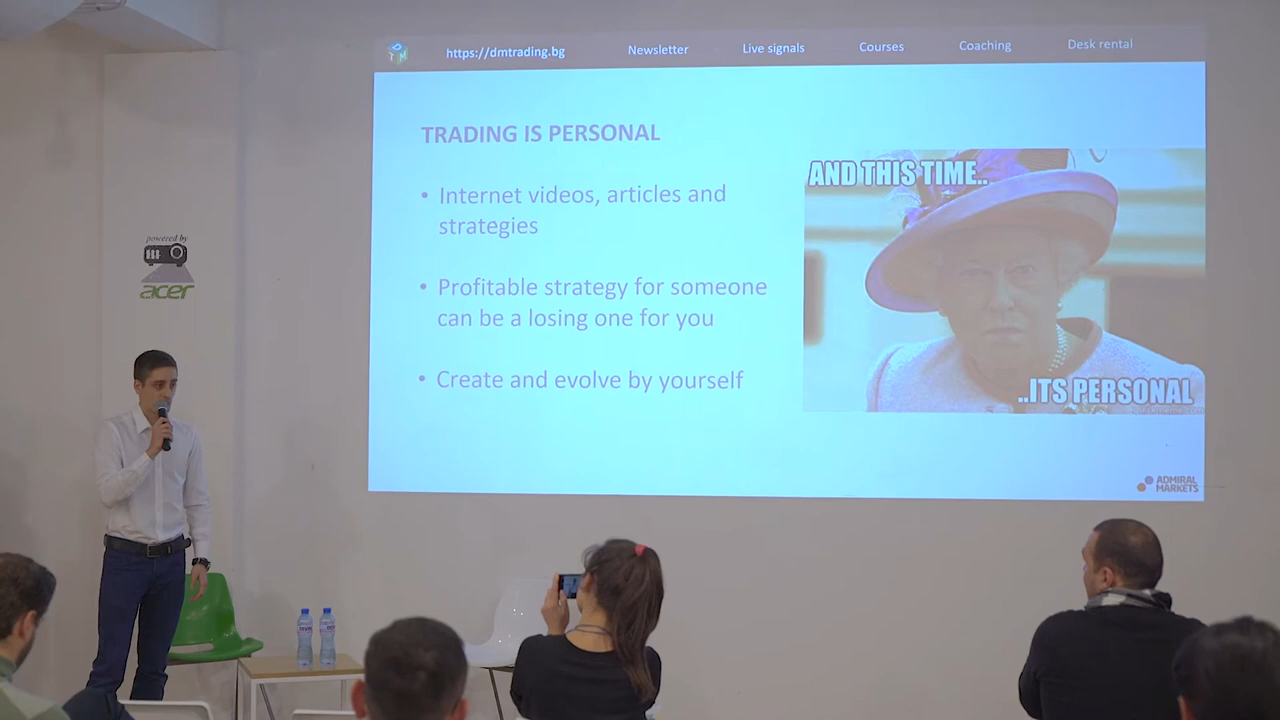 https://dmtrading.bg Newsletter Live signals Courses Coaching Desk rental
TRADING IS PERSONAL
• Internet videos, articles and
strategies
• Profitable strategy for someone
can be a losing one for you
• Create and evolve by yourself
AND THIS TIME..
..ITS PERSONAL
ADMIRAL
MARKETS
powered by
acer